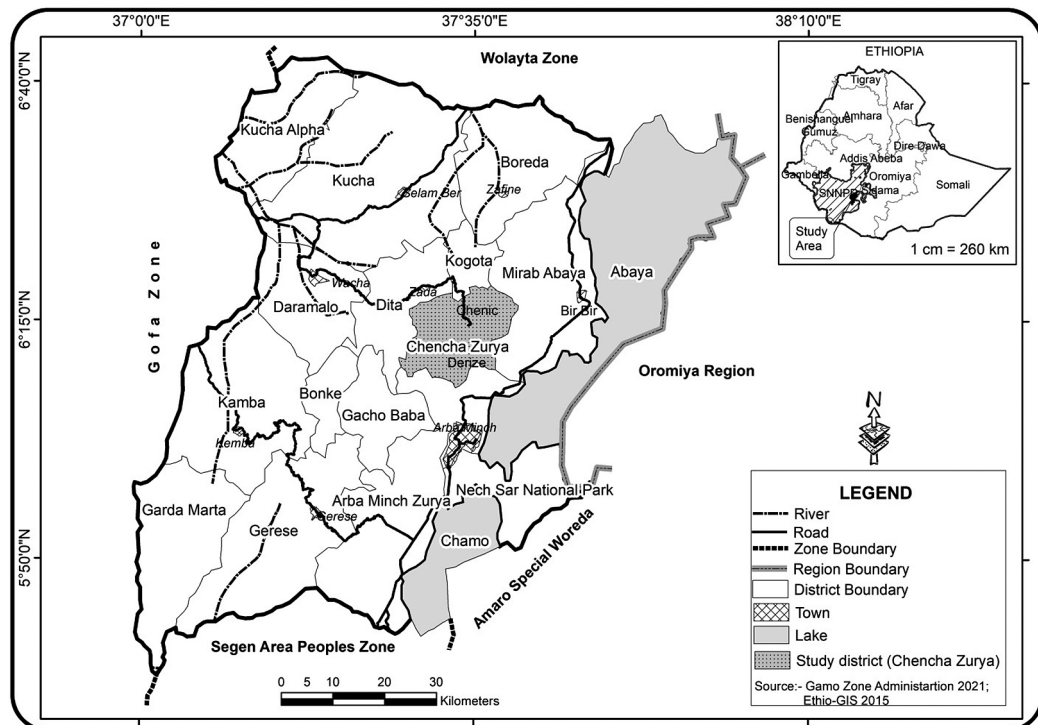 37°0'0"E
37°35'0"E
38°10'0"E
6°40'0"N
6°15'0"N
5°50'0"N
Wolayta Zone
Gofa Zone
Oromiya Region
Amaro Special Woreda
Segen Area Peoples Zone
Kucha Alpha
Kucha
Selam Ber
Boreda
Zafine
Kogota
Mirab Abaya
Abaya
Wacha
Daramalo
Dita
Zada
Chenic
Bir Bir
Chencha Zurya
Denze
Kamba
Bonke
Gacho Baba
Arba Minch
Kemba
Garda Marta
Gerese
Gerese
Arba Minch Zurya
Nech Sar National Park
Chamo
ETHIOPIA
Tigray
Afar
Amhara
Benishanguel
Gumuz
Dire Dawa
Addis Abeba
Gambella
Oromiya
SNNPR
Sidama
Somali
Study
Area
1 cm = 260 km
N
LEGEND
River
Road
Zone Boundary
Region Boundary
District Boundary
Town
Lake
Study district (Chencha Zurya)
Source:- Gamo Zone Administartion 2021;
Ethio-GIS 2015
0 5 10 20 30
Kilometers